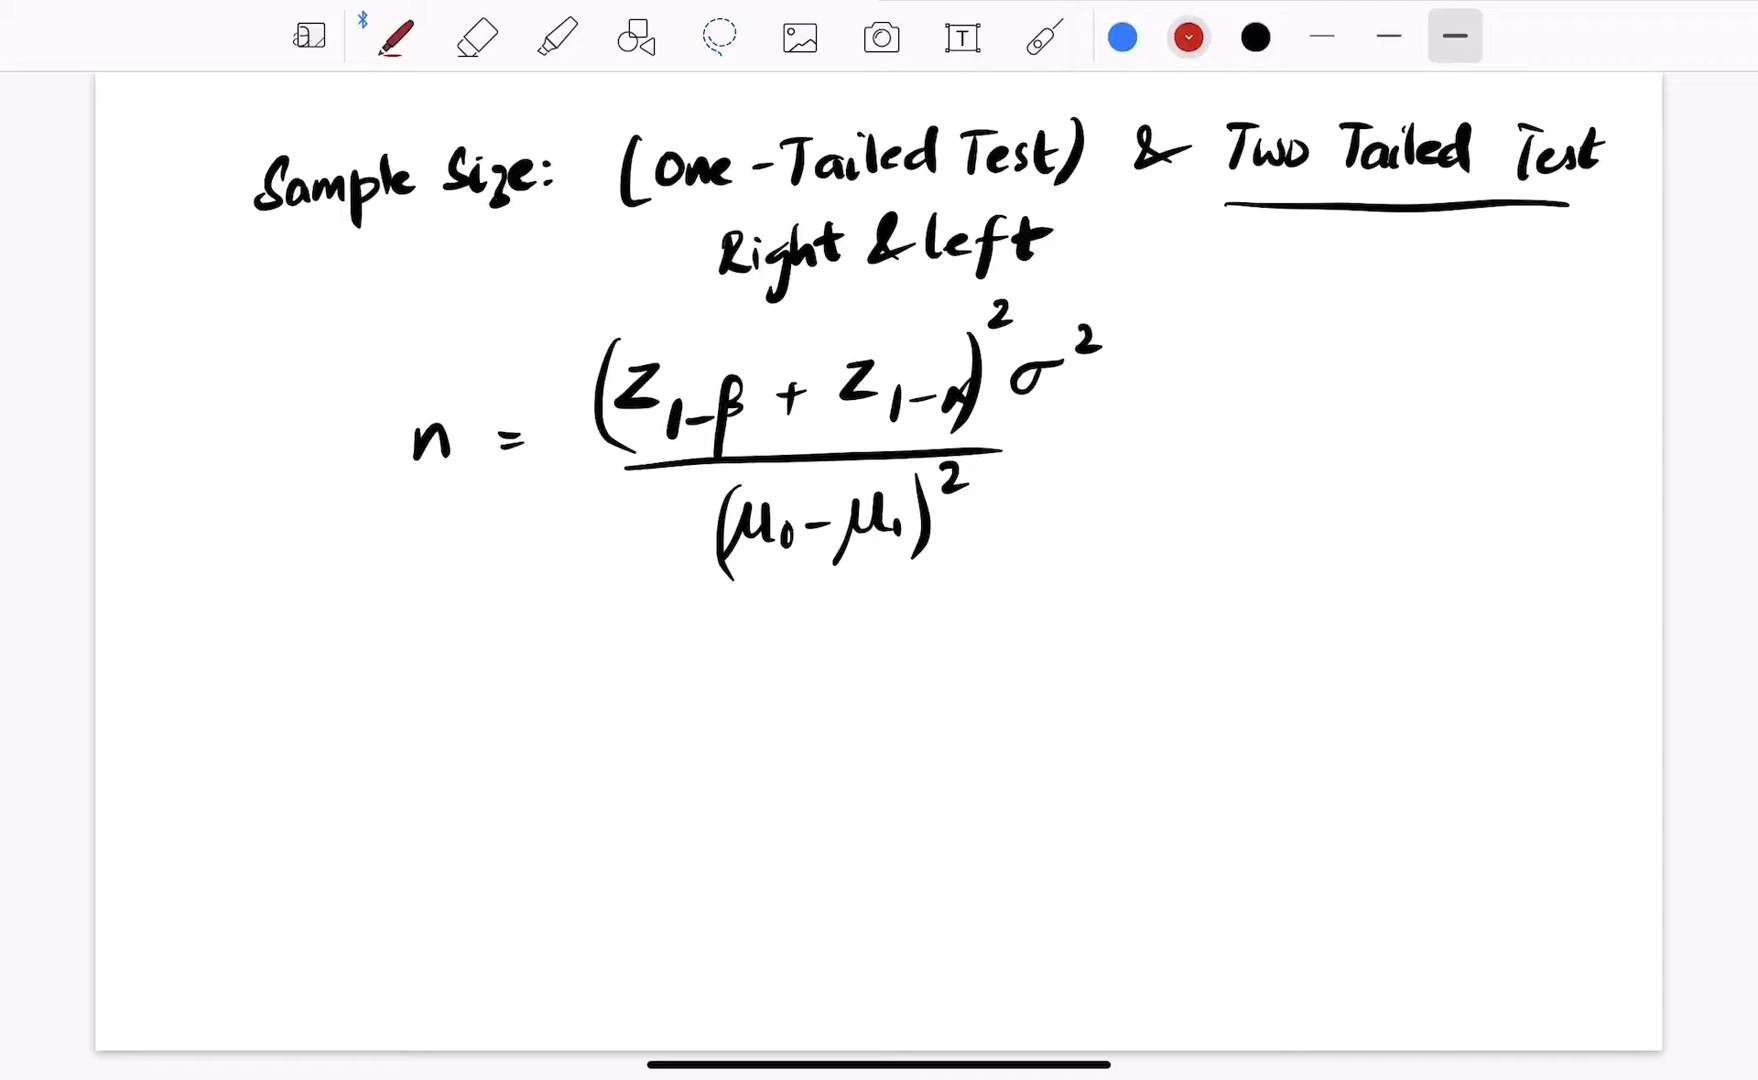 Sample Size: (One-Tailed Test) & Two Tailed Test
Right & left
n = (Z₁₋β + Z₁₋α)² σ²
(μ₀ - μ₁)²